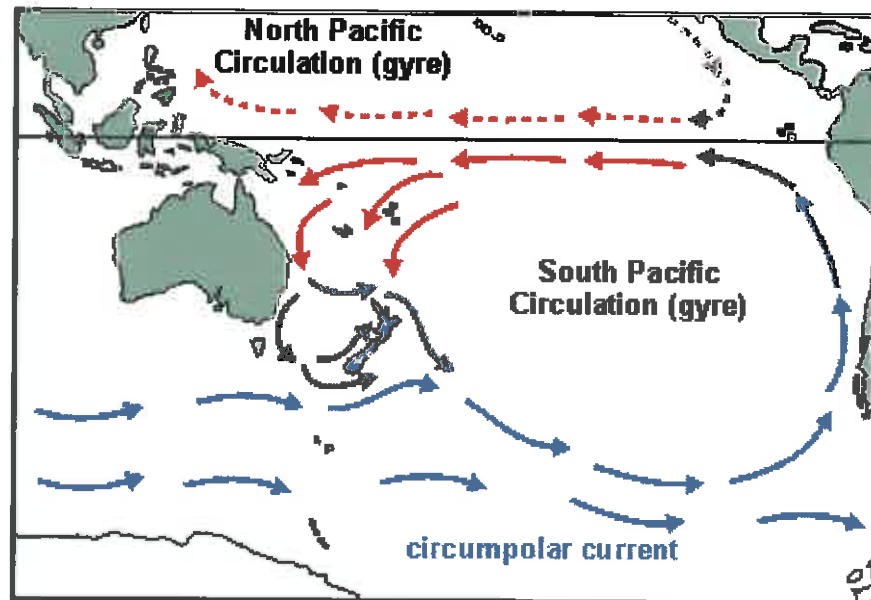 North Pacific
Circulation (gyre)
South Pacific
Circulation (gyre)
circumpolar current